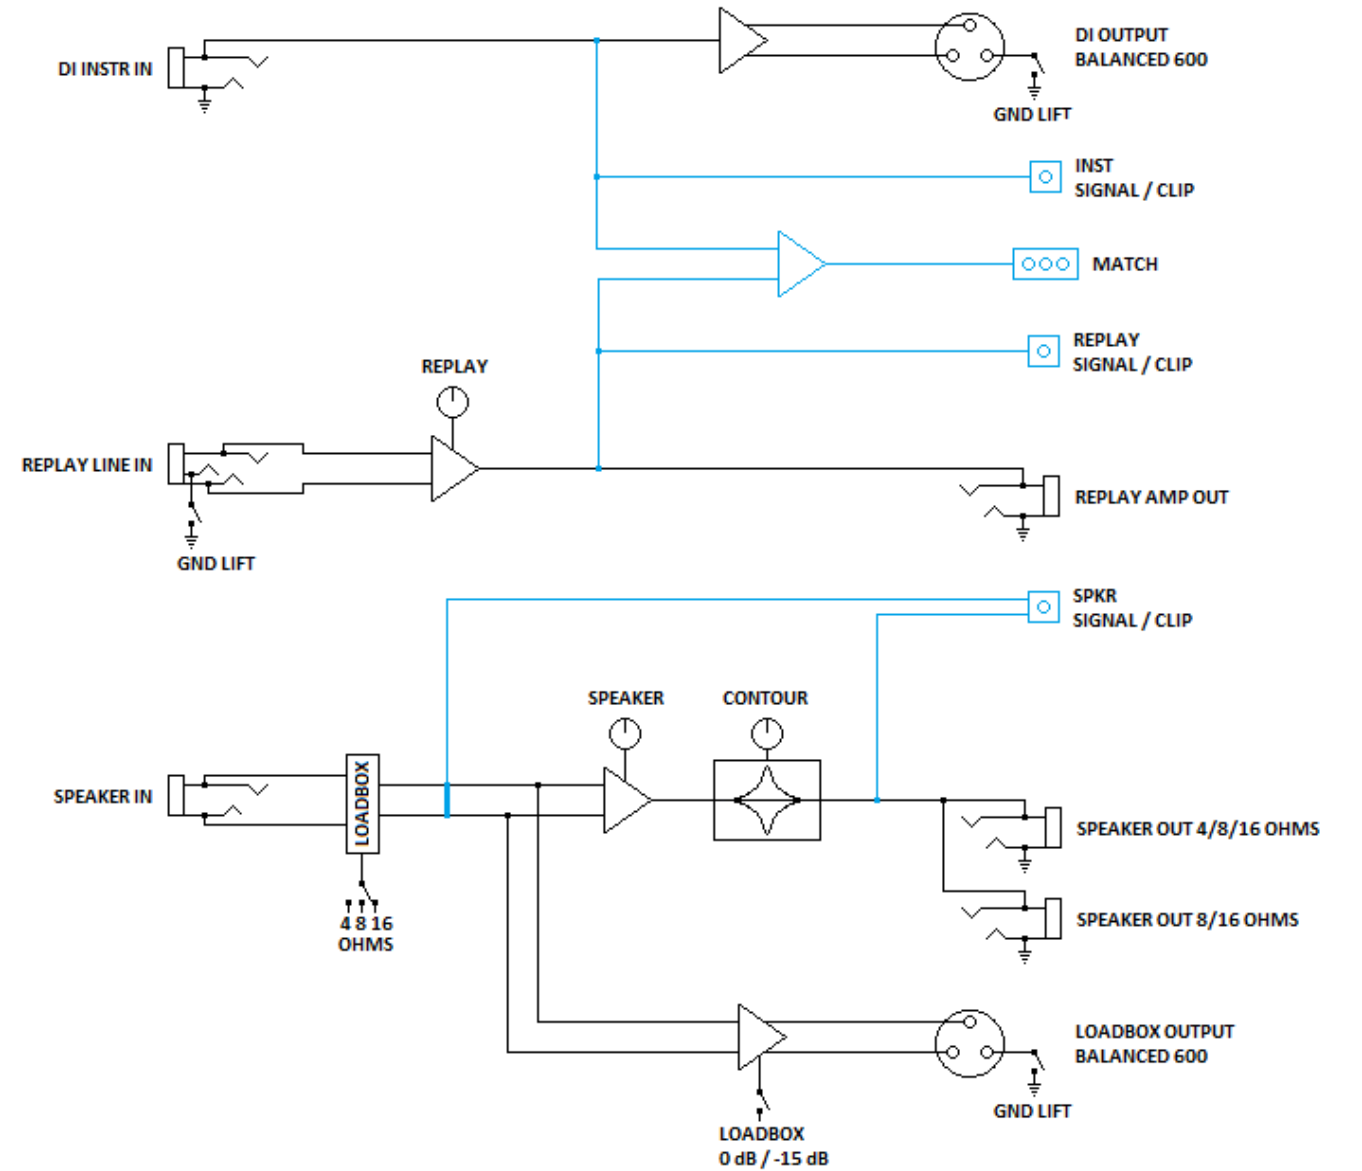 DI INSTR IN
DI OUTPUT
BALANCED 600
GND LIFT
INST
SIGNAL / CLIP
MATCH
REPLAY
SIGNAL / CLIP
REPLAY
REPLAY LINE IN
GND LIFT
REPLAY AMP OUT
SPKR
SIGNAL / CLIP
SPEAKER
CONTOUR
SPEAKER IN
LOADBOX
4 8 16
OHMS
SPEAKER OUT 4/8/16 OHMS
SPEAKER OUT 8/16 OHMS
LOADBOX OUTPUT
BALANCED 600
GND LIFT
LOADBOX
0 dB / -15 dB